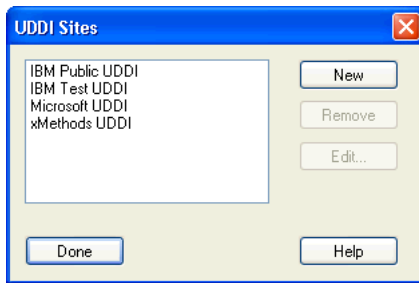 UDDI Sites
IBM Public UDDI
IBM Test UDDI
Microsoft UDDI
xMethods UDDI
New
Remove
Edit...
Done
Help